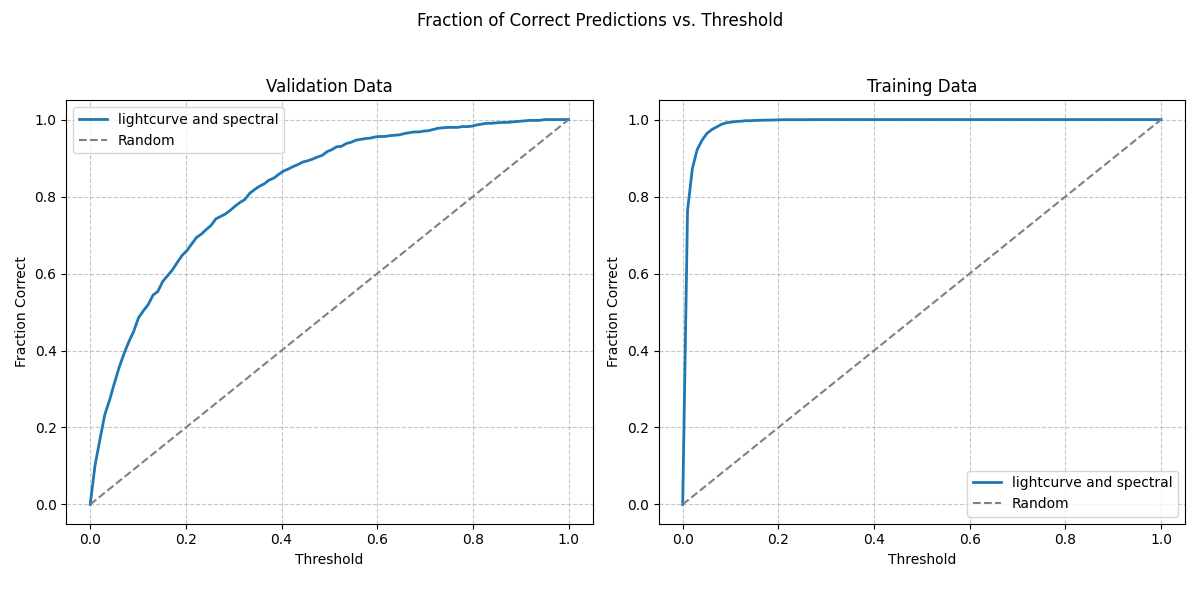 Fraction of Correct Predictions vs. Threshold
Validation Data
1.0
0.8
0.6
0.4
0.2
0.0
Fraction Correct
lightcurve and spectral
Random
0.0 0.2 0.4 0.6 0.8 1.0
Threshold
Training Data
1.0
0.8
0.6
0.4
0.2
0.0
Fraction Correct
lightcurve and spectral
Random
0.0 0.2 0.4 0.6 0.8 1.0
Threshold